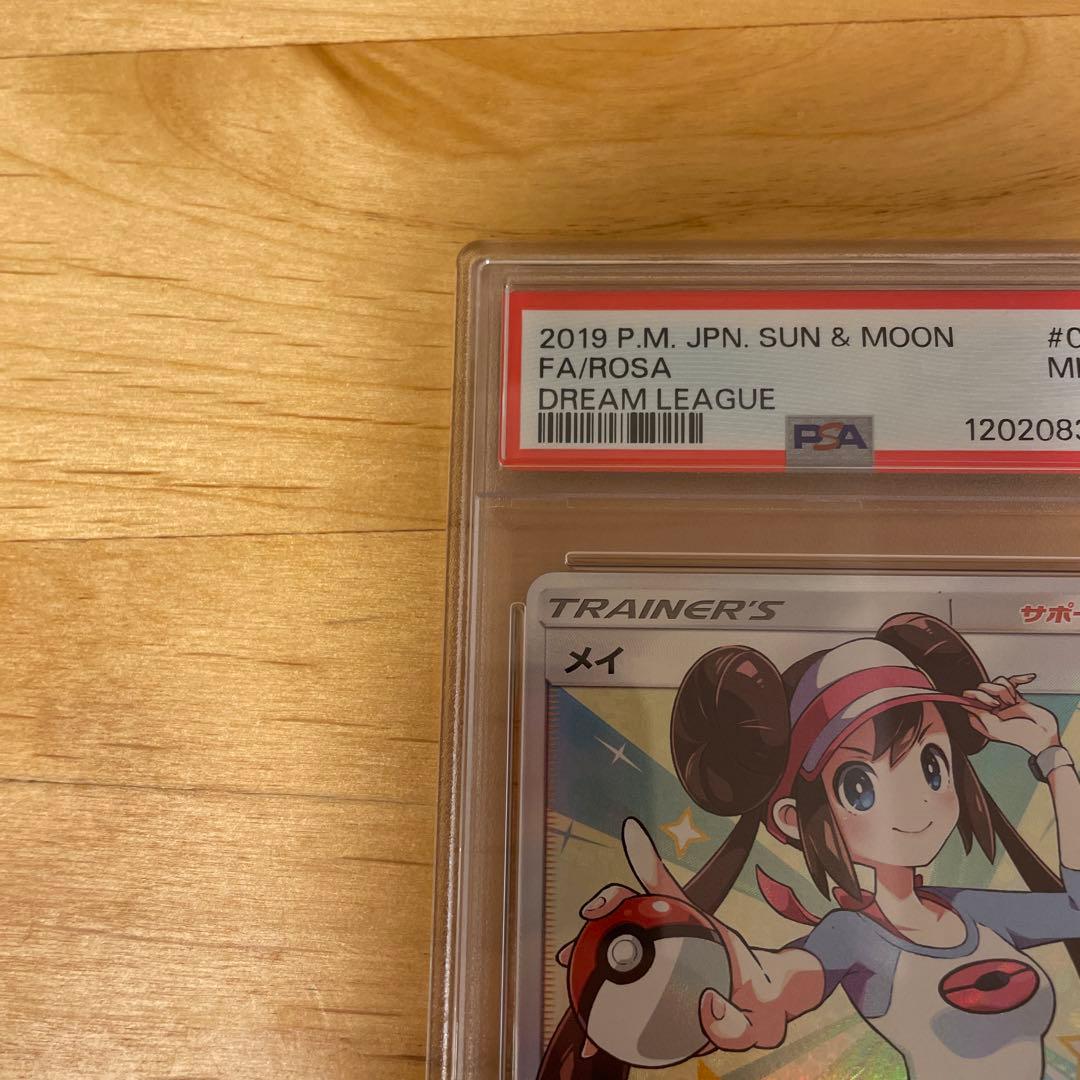 2019 P.M. JPN. SUN & MOON
FA/ROSA
DREAM LEAGUE
PSA
TRAINER'S
メイ